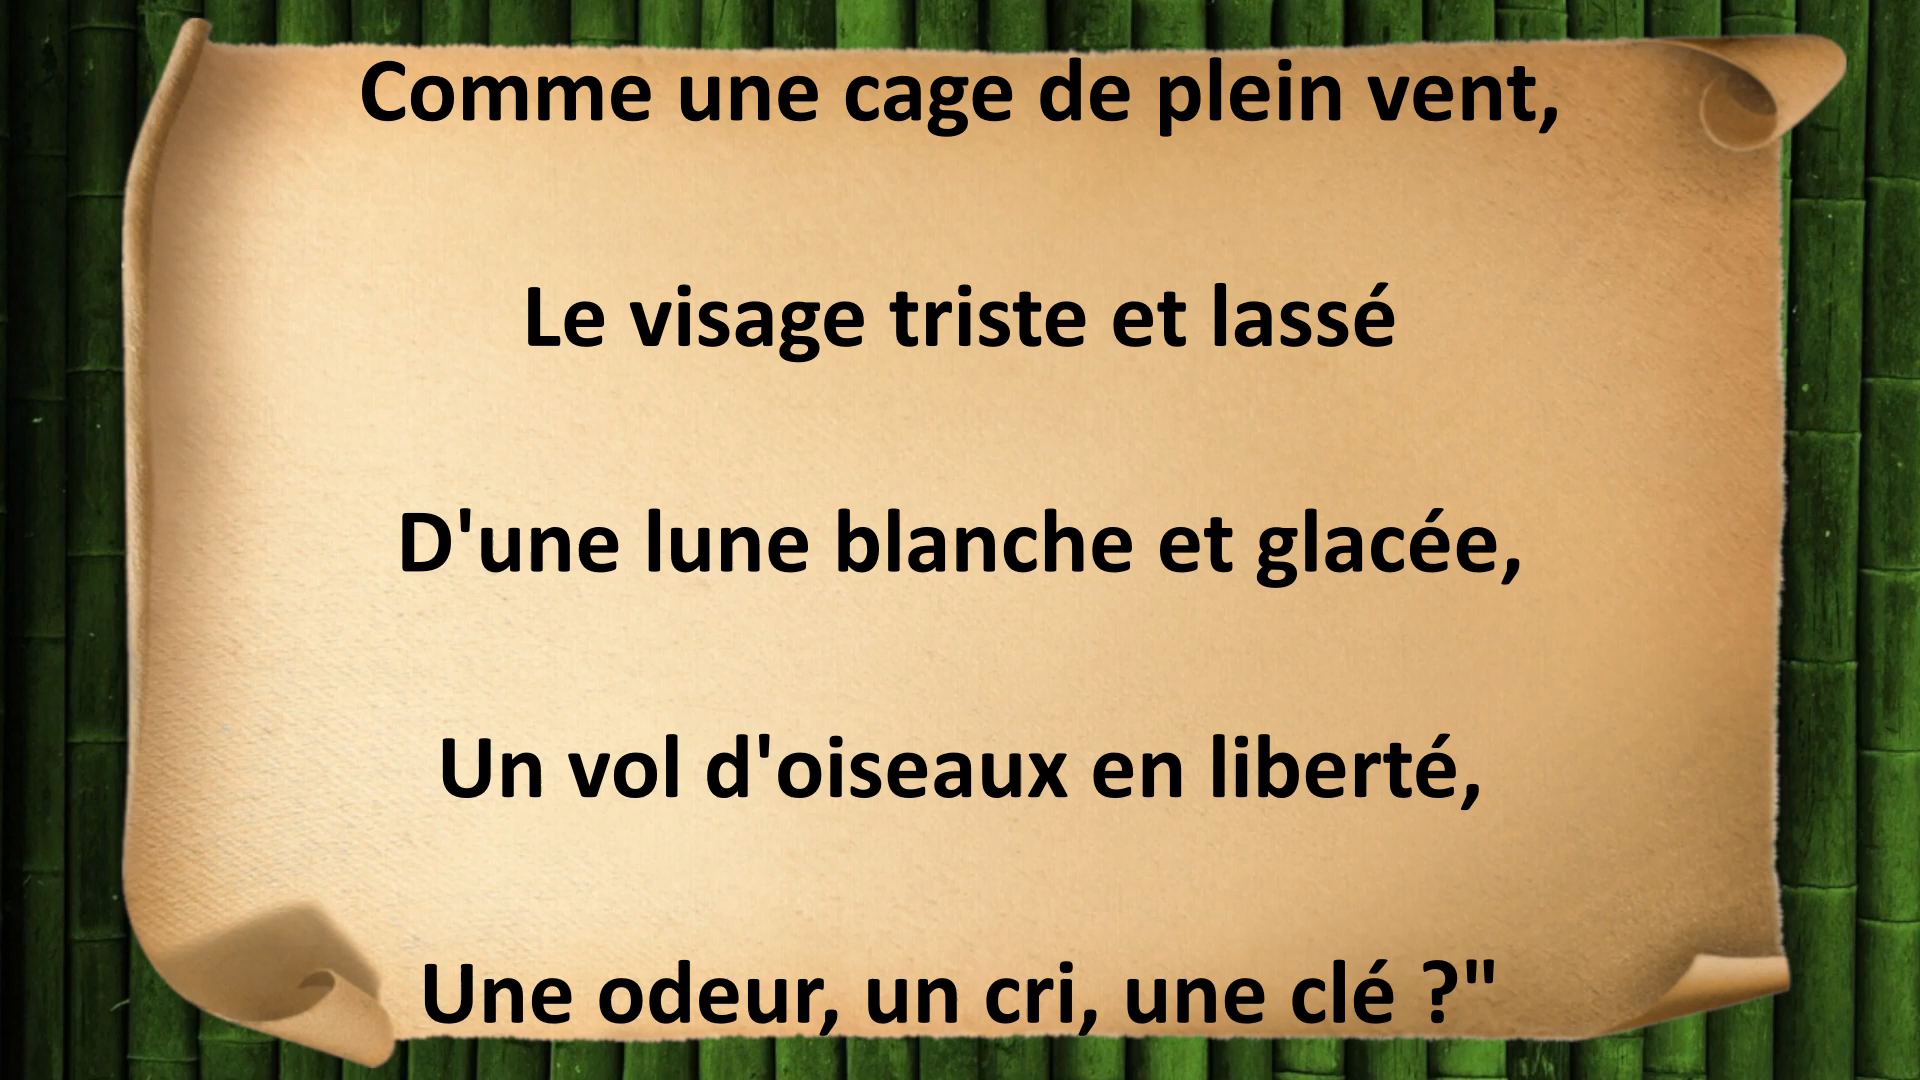 Comme une cage de plein vent,
Le visage triste et lassé
D'une lune blanche et glacée,
Un vol d'oiseaux en liberté,
Une odeur, un cri, une clé ?"